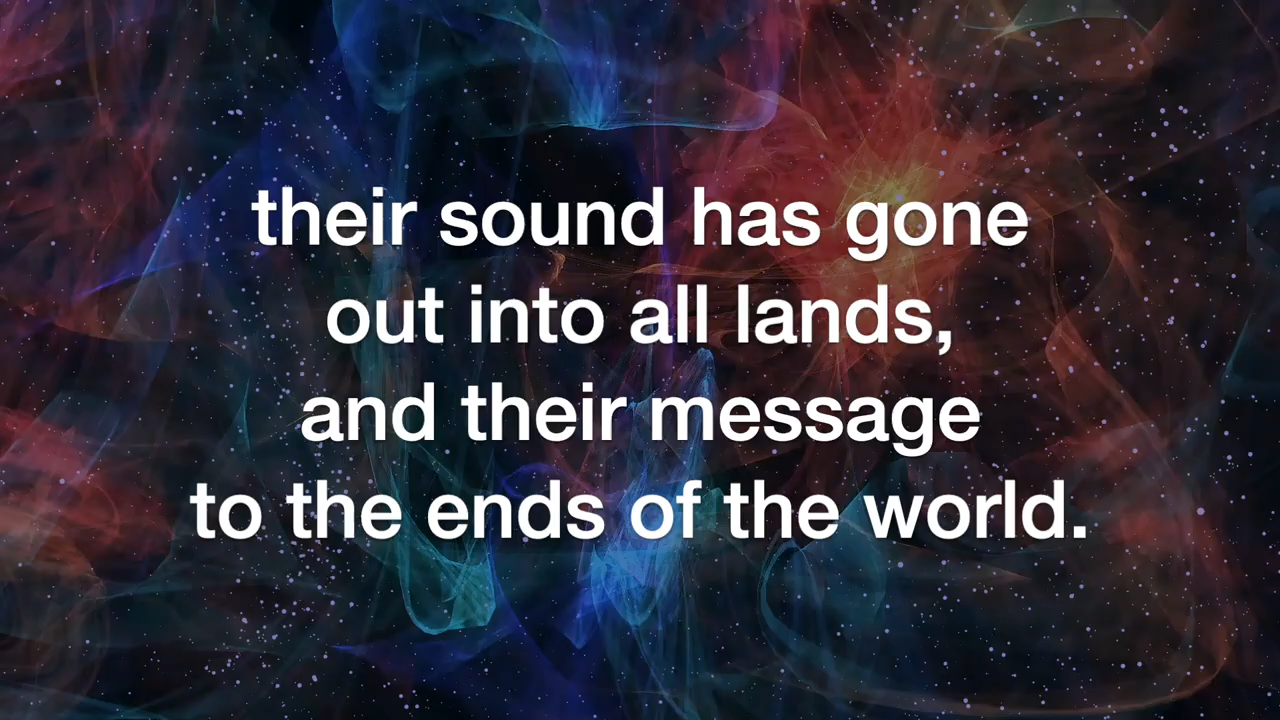 their sound has gone
out into all lands,
and their message
to the ends of the world.